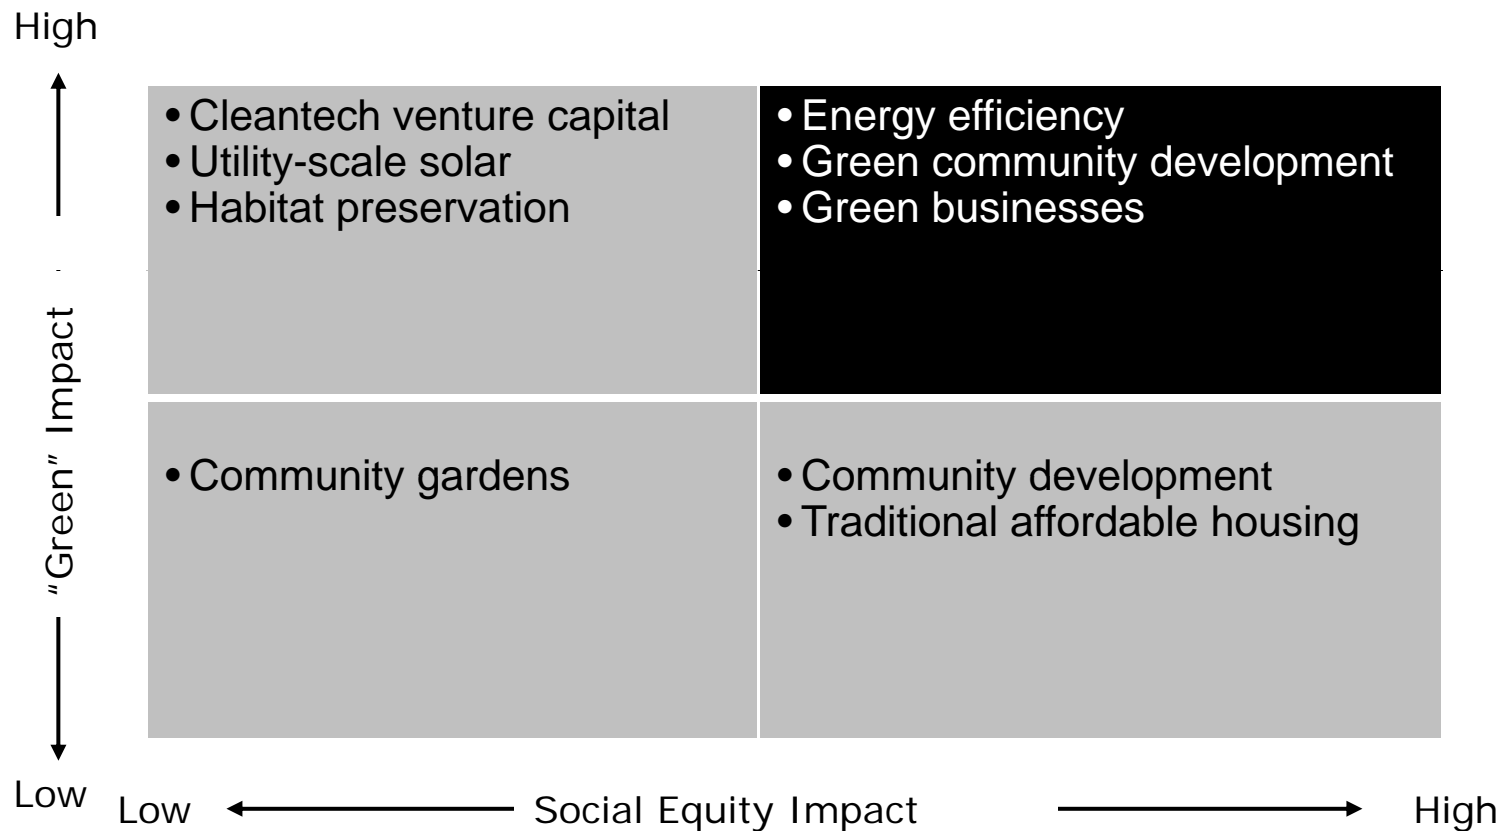 High
• Cleantech venture capital
• Utility-scale solar
• Habitat preservation
• Energy efficiency
• Green community development
• Green businesses
"Green" Impact
• Community gardens
• Community development
• Traditional affordable housing
Low
Low
Social Equity Impact
High